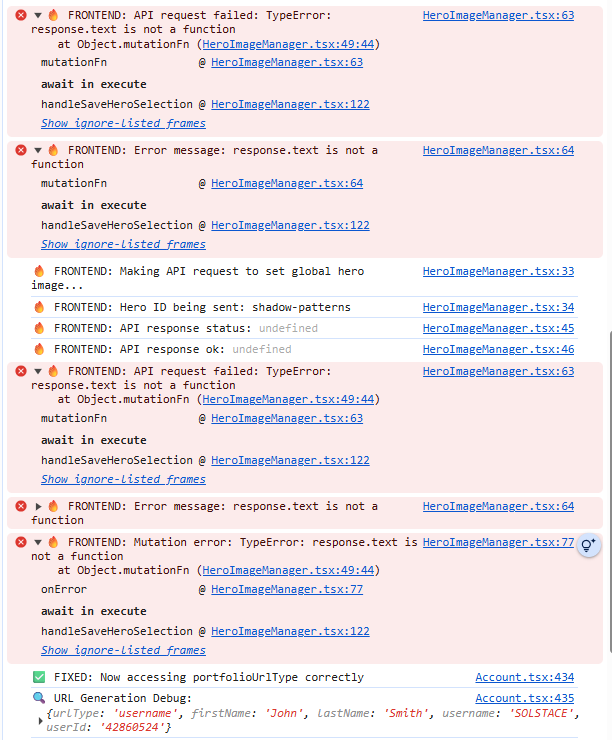 🔥 FRONTEND: API request failed: TypeError: HeroImageManager.tsx:63
response.text is not a function
at Object.mutationFn (HeroImageManager.tsx:49:44)
mutationFn @ HeroImageManager.tsx:63
await in execute
handleSaveHeroSelection @ HeroImageManager.tsx:122
Show ignore-listed frames
🔥 FRONTEND: Error message: response.text is not a HeroImageManager.tsx:64
function
mutationFn @ HeroImageManager.tsx:64
await in execute
handleSaveHeroSelection @ HeroImageManager.tsx:122
Show ignore-listed frames
🔥 FRONTEND: Making API request to set global hero HeroImageManager.tsx:33
image...
🔥 FRONTEND: Hero ID being sent: shadow-patterns HeroImageManager.tsx:34
🔥 FRONTEND: API response status: undefined HeroImageManager.tsx:45
🔥 FRONTEND: API response ok: undefined HeroImageManager.tsx:46
🔥 FRONTEND: API request failed: TypeError: HeroImageManager.tsx:63
response.text is not a function
at Object.mutationFn (HeroImageManager.tsx:49:44)
mutationFn @ HeroImageManager.tsx:63
await in execute
handleSaveHeroSelection @ HeroImageManager.tsx:122
Show ignore-listed frames
🔥 FRONTEND: Error message: response.text is not a HeroImageManager.tsx:64
function
🔥 FRONTEND: Mutation error: TypeError: response.text is HeroImageManager.tsx:77
not a function
at Object.mutationFn (HeroImageManager.tsx:49:44)
onError @ HeroImageManager.tsx:77
await in execute
handleSaveHeroSelection @ HeroImageManager.tsx:122
Show ignore-listed frames
✅ FIXED: Now accessing portfolioUrlType correctly Account.tsx:434
🔍 URL Generation Debug: Account.tsx:435
{urlType: 'username', firstName: 'John', lastName: 'Smith', username: 'SOLSTACE',
userId: '42860524'}